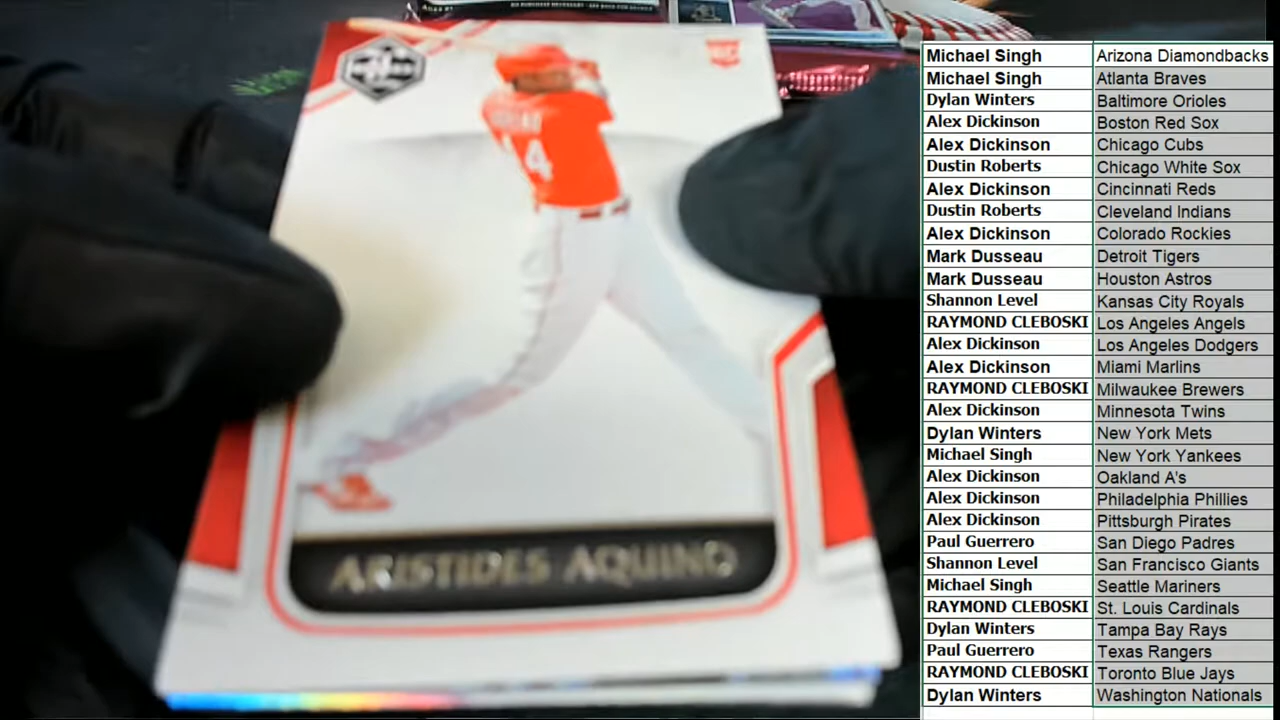 RC
44
ARISTIDES AQUINO
Michael Singh Arizona Diamondbacks
Michael Singh Atlanta Braves
Dylan Winters Baltimore Orioles
Alex Dickinson Boston Red Sox
Alex Dickinson Chicago Cubs
Dustin Roberts Chicago White Sox
Alex Dickinson Cincinnati Reds
Dustin Roberts Cleveland Indians
Alex Dickinson Colorado Rockies
Mark Dusseau Detroit Tigers
Mark Dusseau Houston Astros
Shannon Level Kansas City Royals
RAYMOND CLEBOSKI Los Angeles Angels
Alex Dickinson Los Angeles Dodgers
Alex Dickinson Miami Marlins
RAYMOND CLEBOSKI Milwaukee Brewers
Alex Dickinson Minnesota Twins
Dylan Winters New York Mets
Michael Singh New York Yankees
Alex Dickinson Oakland A's
Alex Dickinson Philadelphia Phillies
Alex Dickinson Pittsburgh Pirates
Paul Guerrero San Diego Padres
Shannon Level San Francisco Giants
Michael Singh Seattle Mariners
RAYMOND CLEBOSKI St. Louis Cardinals
Dylan Winters Tampa Bay Rays
Paul Guerrero Texas Rangers
RAYMOND CLEBOSKI Toronto Blue Jays
Dylan Winters Washington Nationals